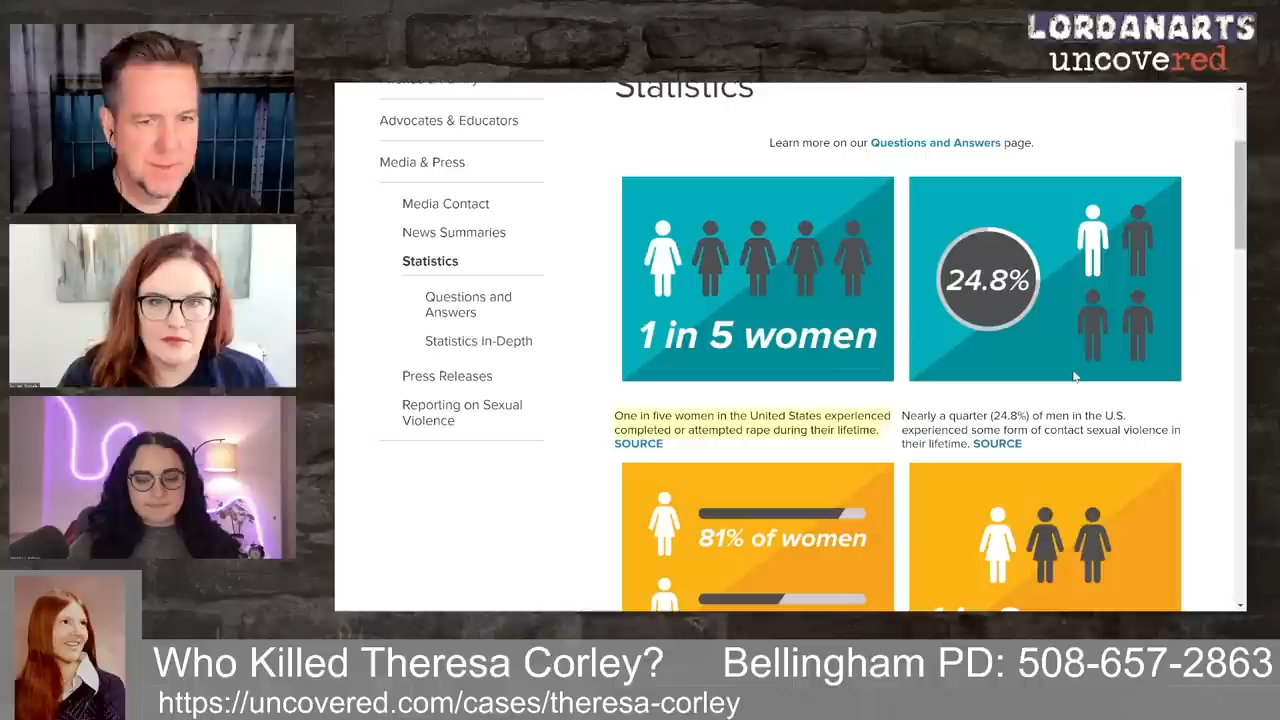 LORDANARTS
uncovered
Statistics
Learn more on our Questions and Answers page.
Advocates & Educators
Media & Press
Media Contact
News Summaries
Statistics
Questions and
Answers
Statistics In-Depth
Press Releases
Reporting on Sexual
Violence
1 in 5 women
24.8%
One in five women in the United States experienced
completed or attempted rape during their lifetime.
SOURCE
Nearly a quarter (24.8%) of men in the U.S.
experienced some form of contact sexual violence in
their lifetime. SOURCE
81% of women
Who Killed Theresa Corley? Bellingham PD: 508-657-2863
https://uncovered.com/cases/theresa-corley